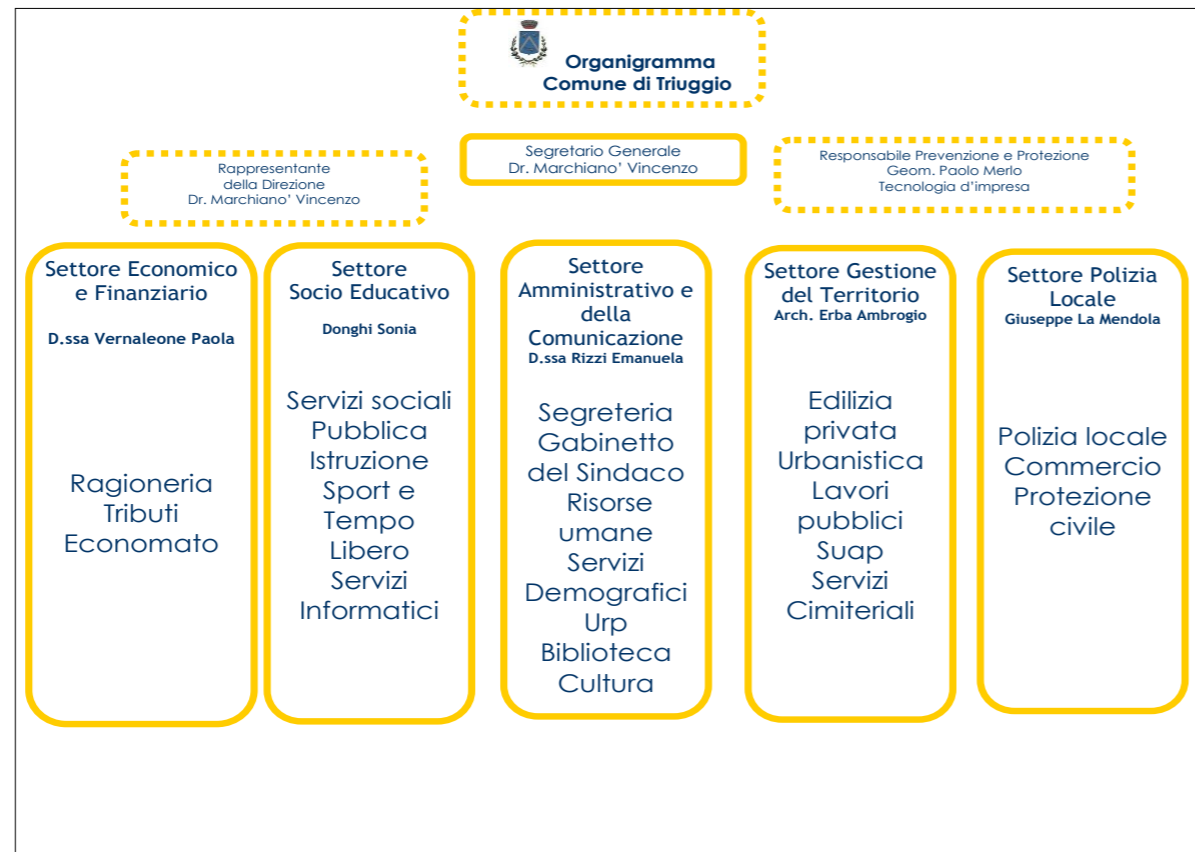 Organigramma
Comune di Triuggio
Rappresentante
della Direzione
Dr. Marchiano’ Vincenzo
Segretario Generale
Dr. Marchiano’ Vincenzo
Responsabile Prevenzione e Protezione
Geom. Paolo Merlo
Tecnologia d’impresa
Settore Economico
e Finanziario
D.ssa Vernaleone Paola
Ragioneria
Tributi
Economato
Settore
Socio Educativo
Donghi Sonia
Servizi sociali
Pubblica
Istruzione
Sport e
Tempo
Libero
Servizi
Informatici
Settore
Amministrativo e
della
Comunicazione
D.ssa Rizzi Emanuela
Segreteria
Gabinetto
del Sindaco
Risorse
umane
Servizi
Demografici
Urp
Biblioteca
Cultura
Settore Gestione
del Territorio
Arch. Erba Ambrogio
Edilizia
privata
Urbanistica
Lavori
pubblici
Suap
Servizi
Cimiteriali
Settore Polizia
Locale
Giuseppe La Mendola
Polizia locale
Commercio
Protezione
civile